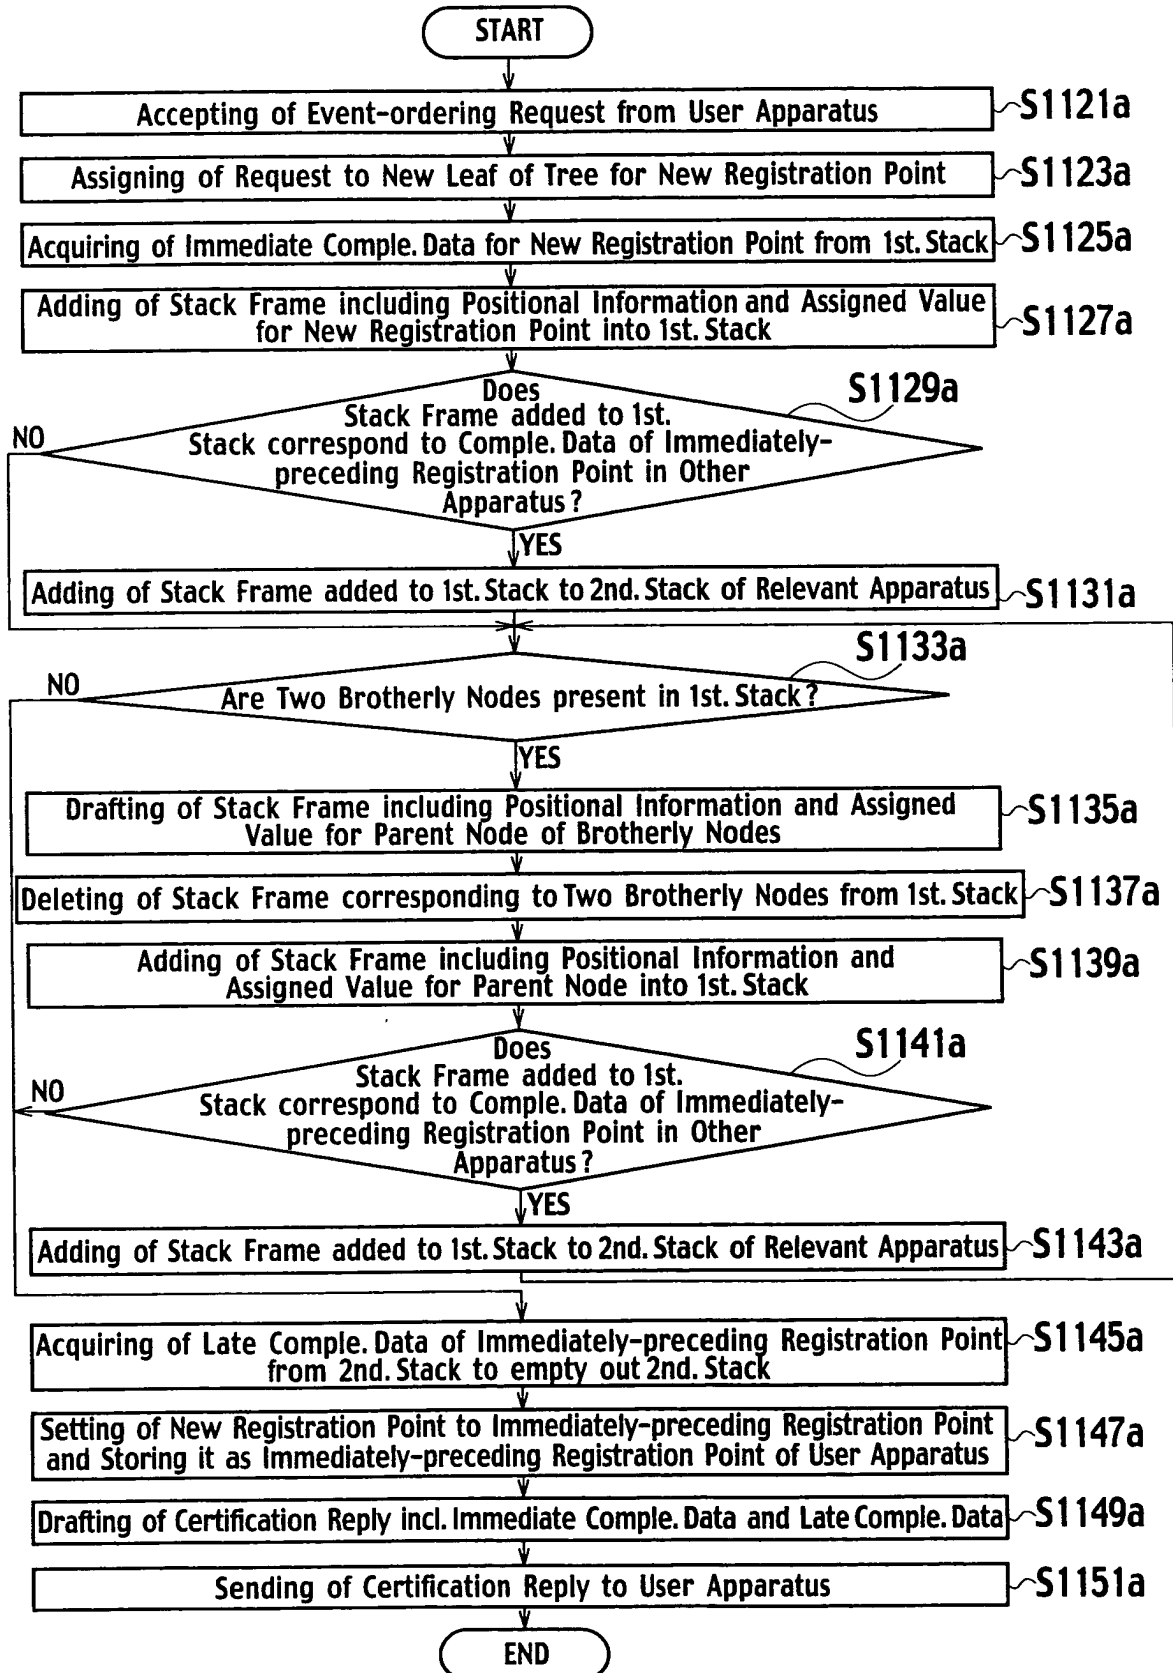 START
Accepting of Event-ordering Request from User Apparatus
S1121a
Assigning of Request to New Leaf of Tree for New Registration Point
S1123a
Acquiring of Immediate Comple. Data for New Registration Point from 1st. Stack
S1125a
Adding of Stack Frame including Positional Information and Assigned Value
for New Registration Point into 1st. Stack
S1127a
S1129a
Does
Stack Frame added to 1st.
Stack correspond to Comple. Data of Immediately-
preceding Registration Point in Other
Apparatus?
NO
YES
Adding of Stack Frame added to 1st. Stack to 2nd. Stack of Relevant Apparatus
S1131a
S1133a
NO
Are Two Brotherly Nodes present in 1st. Stack?
YES
Drafting of Stack Frame including Positional Information and Assigned
Value for Parent Node of Brotherly Nodes
S1135a
Deleting of Stack Frame corresponding to Two Brotherly Nodes from 1st. Stack
S1137a
Adding of Stack Frame including Positional Information and
Assigned Value for Parent Node into 1st. Stack
S1139a
S1141a
Does
Stack Frame added to 1st.
Stack correspond to Comple. Data of Immediately-
preceding Registration Point in Other
Apparatus?
NO
YES
Adding of Stack Frame added to 1st. Stack to 2nd. Stack of Relevant Apparatus
S1143a
Acquiring of Late Comple. Data of Immediately-preceding Registration Point
from 2nd. Stack to empty out 2nd. Stack
S1145a
Setting of New Registration Point to Immediately-preceding Registration Point
and Storing it as Immediately-preceding Registration Point of User Apparatus
S1147a
Drafting of Certification Reply incl. Immediate Comple. Data and Late Comple. Data
S1149a
Sending of Certification Reply to User Apparatus
S1151a
END